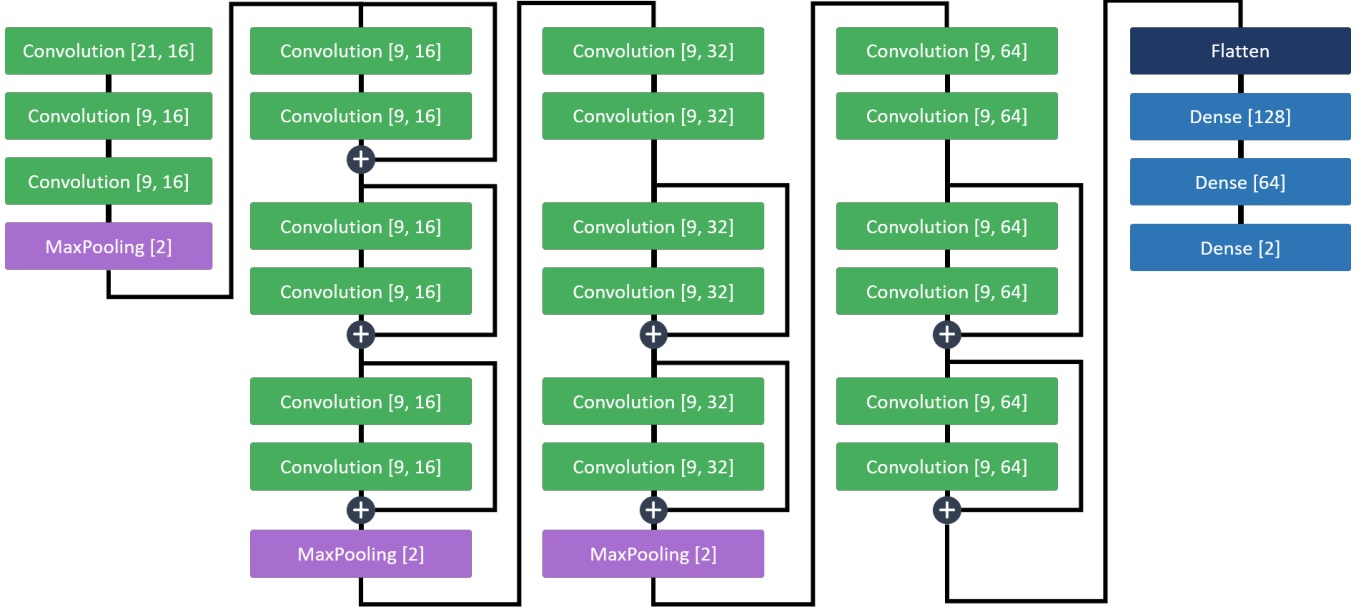 Convolution [21, 16]
Convolution [9, 16]
Convolution [9, 16]
MaxPooling [2]
Convolution [9, 16]
Convolution [9, 16]
Convolution [9, 16]
Convolution [9, 16]
Convolution [9, 16]
Convolution [9, 16]
MaxPooling [2]
Convolution [9, 32]
Convolution [9, 32]
Convolution [9, 32]
Convolution [9, 32]
Convolution [9, 32]
Convolution [9, 32]
MaxPooling [2]
Convolution [9, 64]
Convolution [9, 64]
Convolution [9, 64]
Convolution [9, 64]
Convolution [9, 64]
Convolution [9, 64]
Flatten
Dense [128]
Dense [64]
Dense [2]